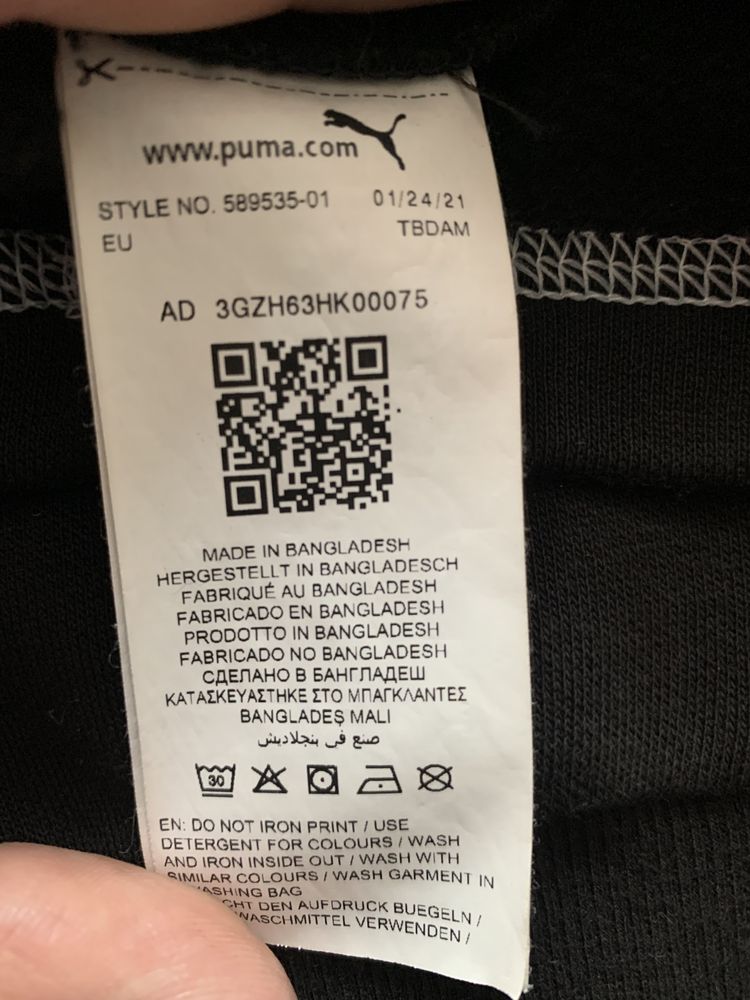 www.puma.com
STYLE NO. 589535-01 01/24/21
EU TBDAM
AD 3GZH63HK00075
MADE IN BANGLADESH
HERGESTELLT IN BANGLADESCH
FABRIQUÉ AU BANGLADESH
FABRICADO EN BANGLADESH
PRODOTTO IN BANGLADESH
FABRICADO NO BANGLADESH
СДЕЛАНО В БАНГЛАДЕШ
ΚΑΤΑΣΚΕΥΑΣΤΗΚΕ ΣΤΟ ΜΠΑΓΚΛΑΝΤΕΣ
BANGLADEŞ MALI
صنع في بنجلاديش
30
EN: DO NOT IRON PRINT / USE
DETERGENT FOR COLOURS / WASH
AND IRON INSIDE OUT / WASH WITH
SIMILAR COLOURS / WASH GARMENT IN
BAG
DEN AUFDRUCK BUEGELN /
WASCHMITTEL VERWENDEN /